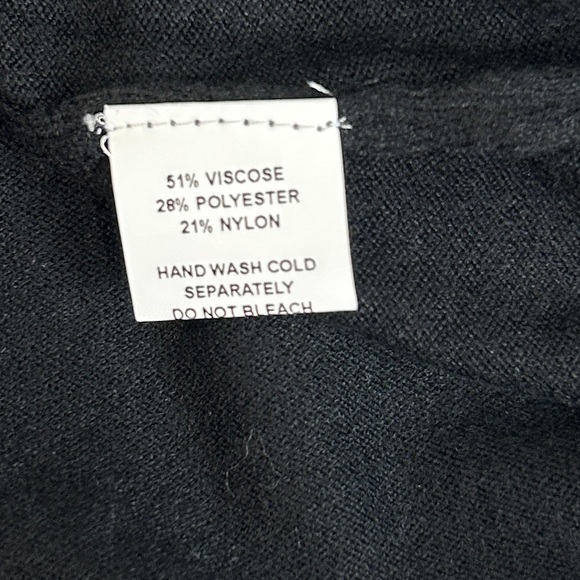 51% VISCOSE
28% POLYESTER
21% NYLON
HAND WASH COLD
SEPARATELY
DO NOT BLEACH